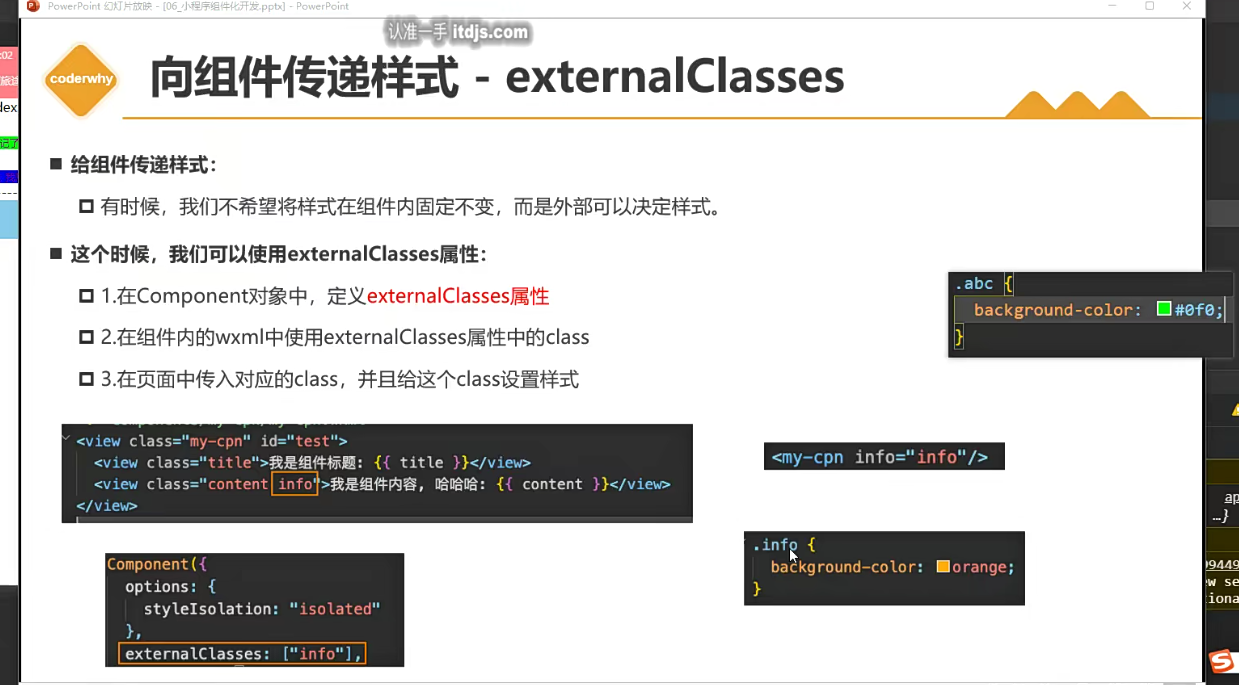 PowerPoint 幻灯片放映 - [06_小程序组件化开发.pptx] - PowerPoint
认准一手 itdjs.com
coderwhy
向组件传递样式 - externalClasses
给组件传递样式：
有时候，我们不希望将样式在组件内固定不变，而是外部可以决定样式。
这个时候，我们可以使用externalClasses属性：
1.在Component对象中，定义externalClasses属性
2.在组件内的wxml中使用externalClasses属性中的class
3.在页面中传入对应的class，并且给这个class设置样式
.abc {
background-color: #0f0;
}
<view class="my-cpn" id="test">
<view class="title">我是组件标题: {{ title }}</view>
<view class="content info">我是组件内容, 哈哈哈: {{ content }}</view>
</view>
<my-cpn info="info"/>
Component({
options: {
styleIsolation: "isolated"
},
externalClasses: ["info"],
.info {
background-color: orange;
}
:02
dex
记了
ap
…}
99449
ew se
tiona